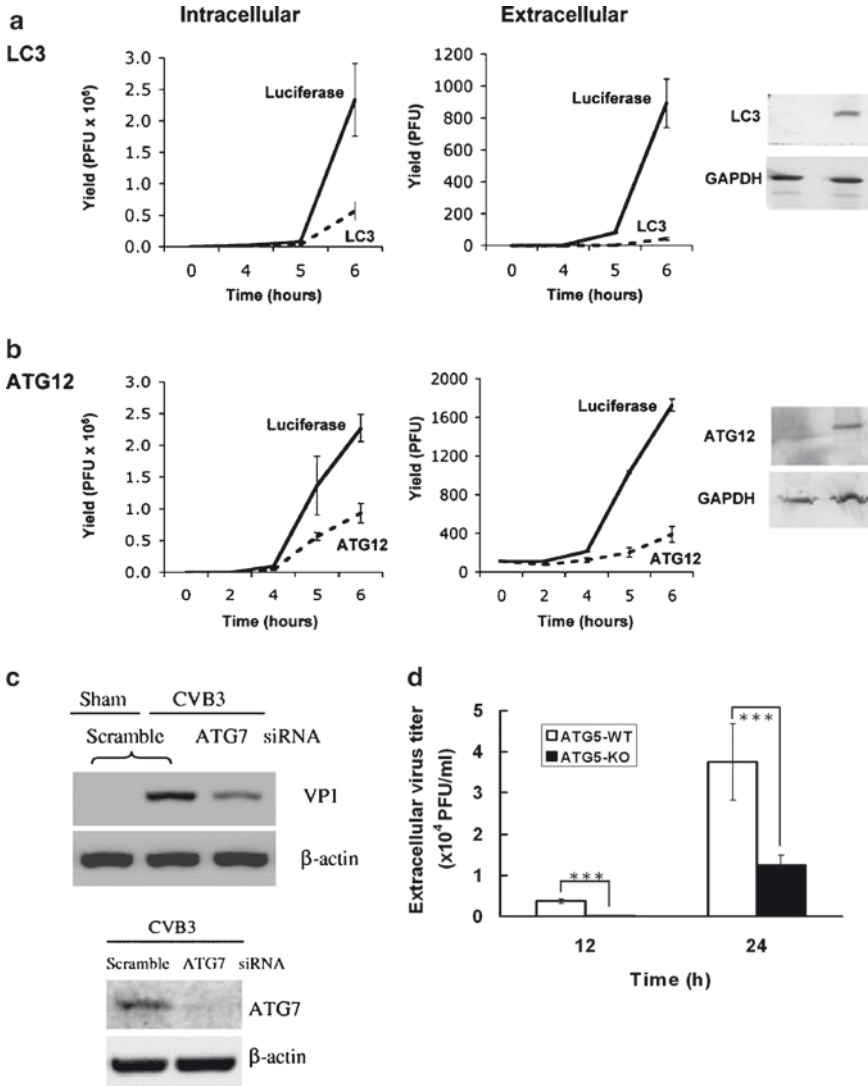 a
LC3
Intracellular
Extracellular
Yield (PFU x 10⁶)
3.0
2.5
2.0
1.5
1.0
0.5
0.0
Luciferase
LC3
0 4 5 6
Time (hours)
Yield (PFU)
1200
1000
800
600
400
200
0
Luciferase
LC3
0 4 5 6
Time (hours)
LC3
GAPDH
b
ATG12
Yield (PFU x 10⁶)
3.0
2.5
2.0
1.5
1.0
0.5
0.0
Luciferase
ATG12
0 2 4 5 6
Time (hours)
Yield (PFU)
2000
1600
1200
800
400
0
Luciferase
ATG12
0 2 4 5 6
Time (hours)
ATG12
GAPDH
c
Sham CVB3
Scramble ATG7 siRNA
VP1
β-actin
CVB3
Scramble ATG7 siRNA
ATG7
β-actin
d
Extracellular virus titer
(x10⁴ PFU/ml)
5
4
3
2
1
0
ATG5-WT
ATG5-KO
***
***
12 24
Time (h)